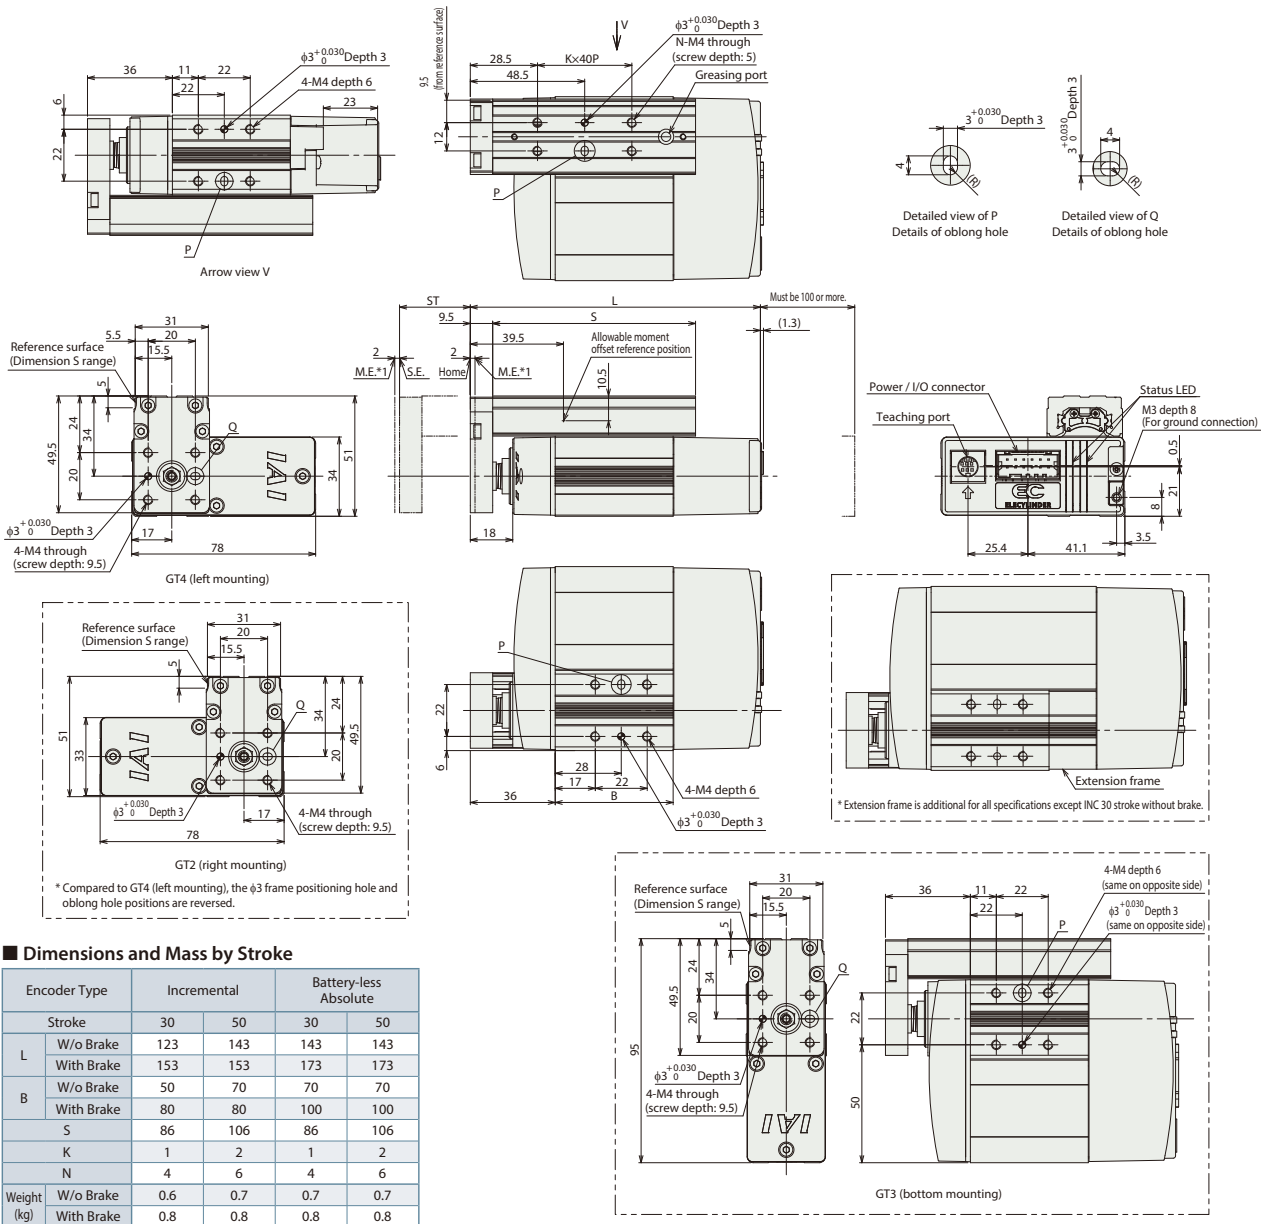 36
11
22
22
6
22
23
φ3 +0.030 0 Depth 3
4-M4 depth 6
P
Arrow view V
9.5
(from reference surface)
28.5
K×40P
48.5
12
V
φ3 +0.030 0 Depth 3
N-M4 through
(screw depth: 5)
Greasing port
P
3 +0.030 0 Depth 3
4
(R)
Detailed view of P
Details of oblong hole
3 +0.030 0 Depth 3
4
(R)
Detailed view of Q
Details of oblong hole
31
5.5
20
15.5
Reference surface
(Dimension S range)
5
49.5
24
34
20
Q
IAI
34
51
φ3 +0.030 0 Depth 3
17
4-M4 through
(screw depth: 9.5)
78
GT4 (left mounting)
ST
L
Must be 100 or more.
9.5
S
(1.3)
39.5
Allowable moment
offset reference position
2
2
M.E.*1
S.E.
Home
M.E.*1
10.5
18
Power / I/O connector
Teaching port
Status LED
M3 depth 8
(For ground connection)
EC
ELECYLINDER
0.5
21
8
3.5
25.4
41.1
31
20
15.5
Reference surface
(Dimension S range)
5
51
33
IAI
Q
34
24
20
49.5
φ3 +0.030 0 Depth 3
17
4-M4 through
(screw depth: 9.5)
78
GT2 (right mounting)
* Compared to GT4 (left mounting), the φ3 frame positioning hole and
oblong hole positions are reversed.
P
22
6
28
17
22
36
B
4-M4 depth 6
φ3 +0.030 0 Depth 3
Extension frame
* Extension frame is additional for all specifications except INC 30 stroke without brake.
31
20
15.5
Reference surface
(Dimension S range)
5
95
49.5
24
34
20
Q
φ3 +0.030 0 Depth 3
4-M4 through
(screw depth: 9.5)
IAI
36
11
22
22
4-M4 depth 6
(same on opposite side)
φ3 +0.030 0 Depth 3
(same on opposite side)
P
22
50
GT3 (bottom mounting)
■ Dimensions and Mass by Stroke
Encoder Type Incremental Battery-less Absolute
Stroke 30 50 30 50
L W/o Brake 123 143 143 143
With Brake 153 153 173 173
B W/o Brake 50 70 70 70
With Brake 80 80 100 100
S 86 106 86 106
K 1 2 1 2
N 4 6 4 6
Weight (kg) W/o Brake 0.6 0.7 0.7 0.7
With Brake 0.8 0.8 0.8 0.8